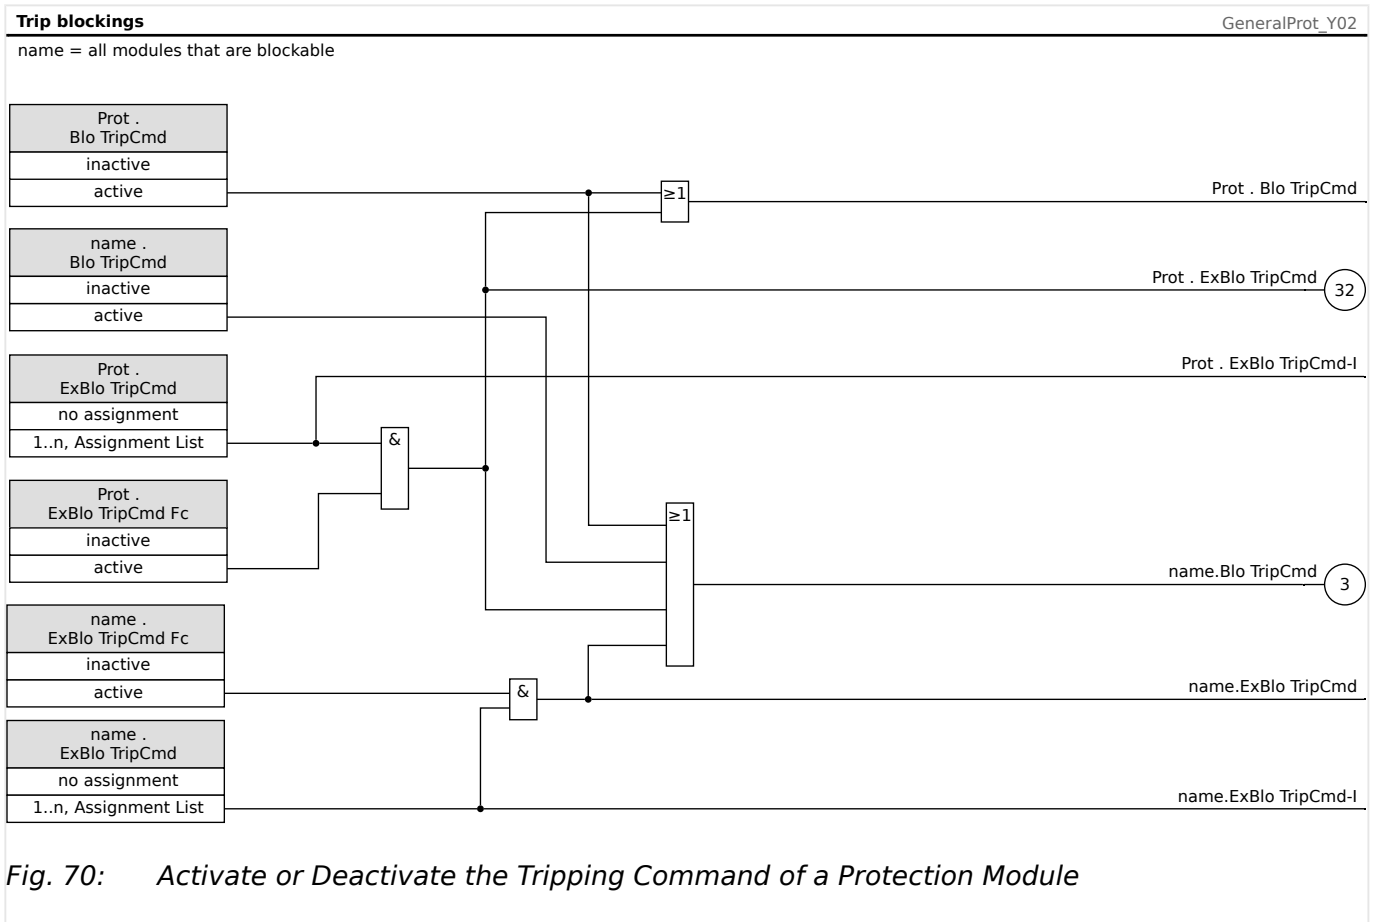 Trip blockings
GeneralProt_Y02
name = all modules that are blockable
Prot .
Blo TripCmd
inactive
active
≥1
Prot . Blo TripCmd
name .
Blo TripCmd
inactive
active
Prot . ExBlo TripCmd
32
Prot .
ExBlo TripCmd
no assignment
1..n, Assignment List
Prot . ExBlo TripCmd-I
&
Prot .
ExBlo TripCmd Fc
inactive
active
≥1
name.Blo TripCmd
3
name .
ExBlo TripCmd Fc
inactive
active
&
name.ExBlo TripCmd
name .
ExBlo TripCmd
no assignment
1..n, Assignment List
name.ExBlo TripCmd-I
Fig. 70: Activate or Deactivate the Tripping Command of a Protection Module